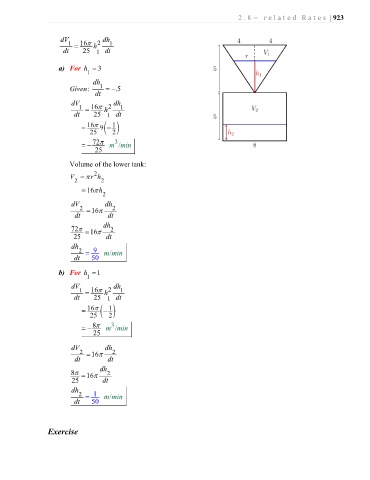 2.8 – related Rates | 923
dV₁/dt = 16π/25 h₁² dh₁/dt
a) For h₁ = 3
Given: dh₁/dt = −.5
dV₁/dt = 16π/25 h₁² dh₁/dt
= 16π/25 9(−1/2)
= −72π/25 m³/min
Volume of the lower tank:
V₂ = πr²h₂
= 16πh₂
dV₂/dt = 16π dh₂/dt
72π/25 = 16π dh₂/dt
dh₂/dt = 9/50 m/min
b) For h₁ = 1
dV₁/dt = 16π/25 h₁² dh₁/dt
= 16π/25 (−1/2)
= −8π/25 m³/min
dV₂/dt = 16π dh₂/dt
8π/25 = 16π dh₂/dt
dh₂/dt = 1/50 m/min
4 4
r V₁
5 h₁
V₂
5
h₂
8
Exercise